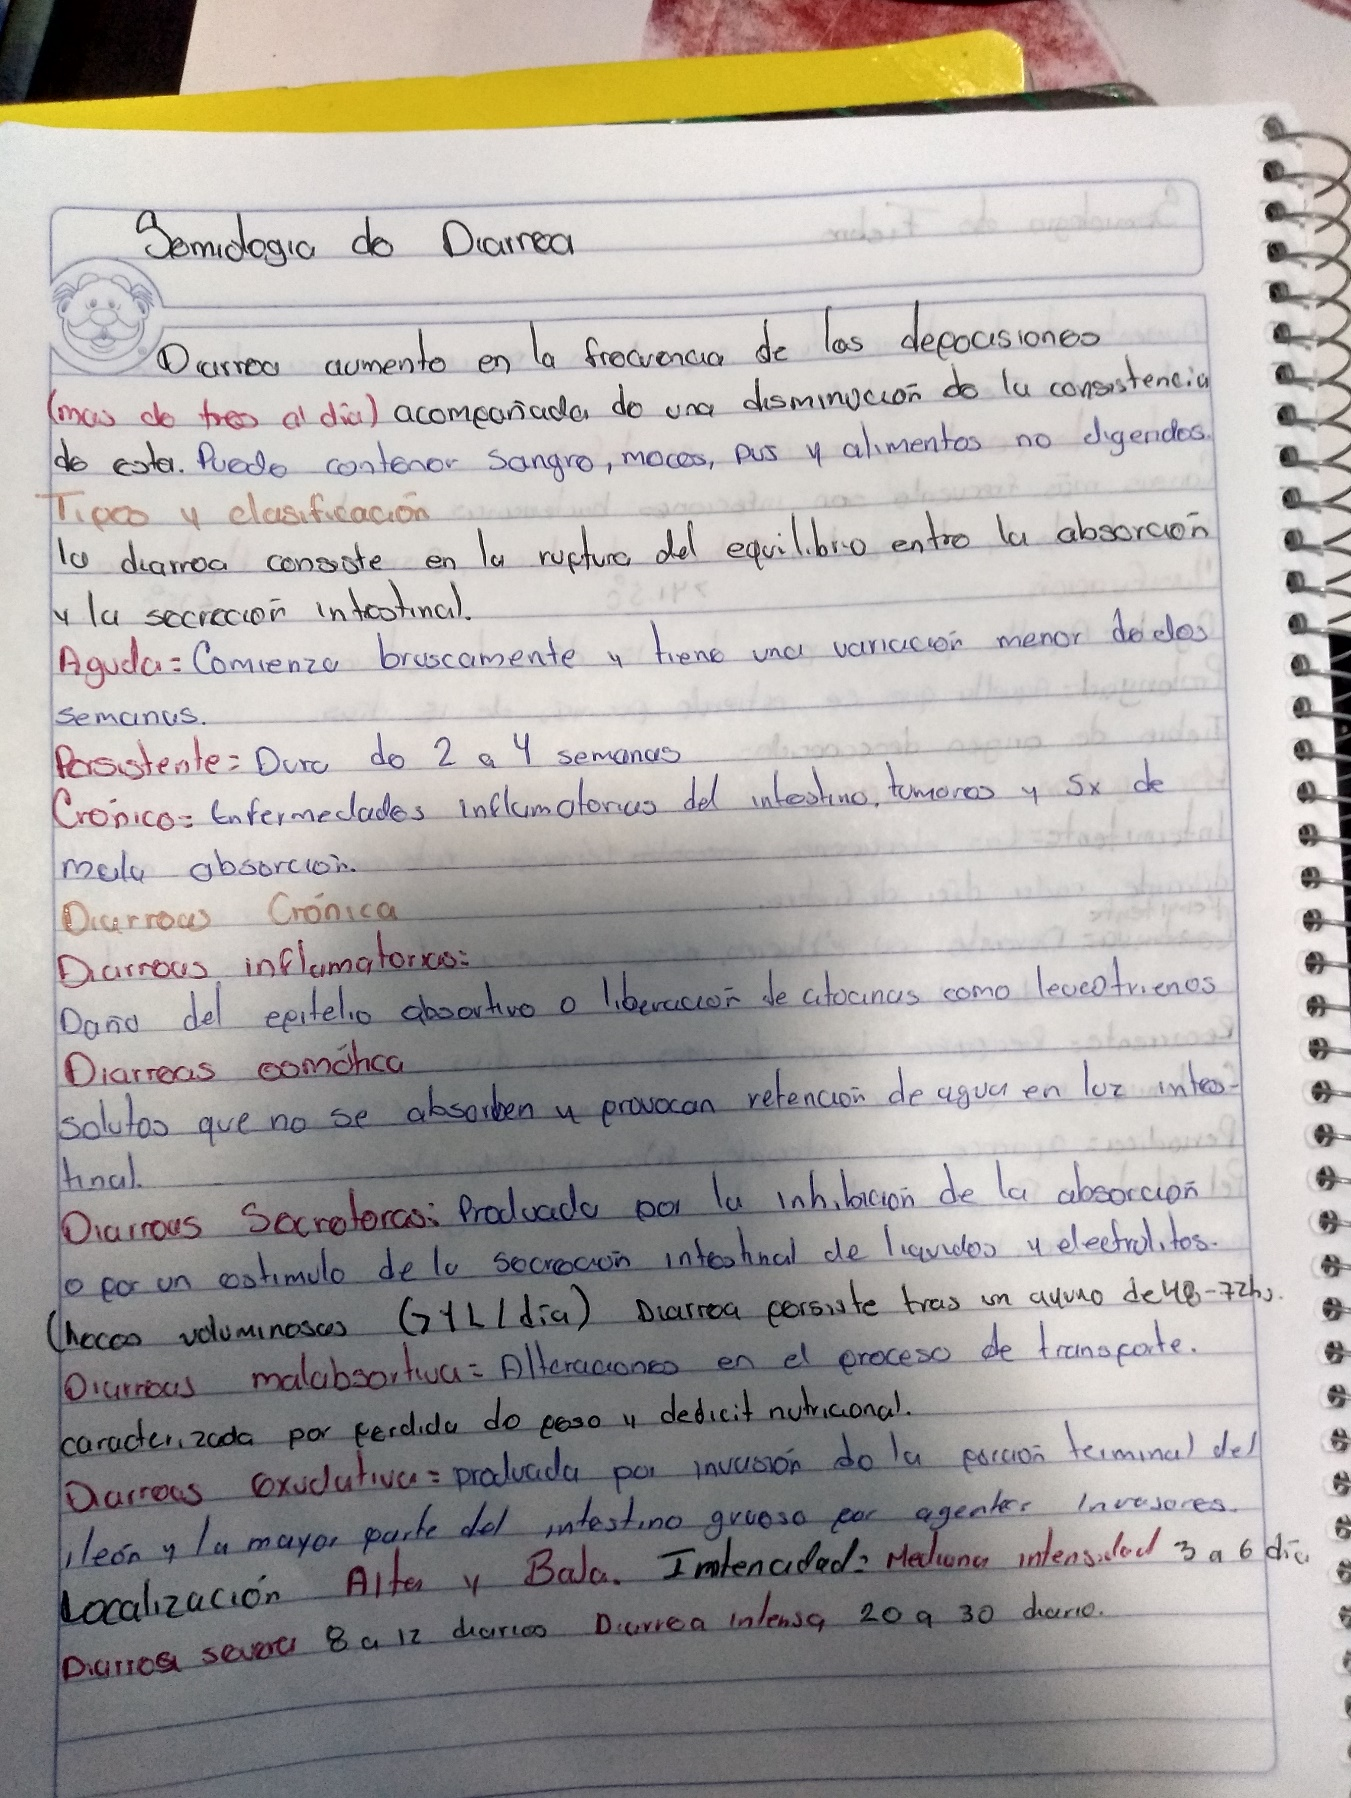 Semiologia de Diarrea
Diarrea aumento en la frecuencia de las depocisiones
(mas de tres al día) acompañada de una disminución de la consistencia
de esta. Puede contener sangre, mocos, pus y alimentos no digeridos.
Tipos y clasificación
la diarrea consiste en la ruptura del equilibrio entre la absorción
y la secreción intestinal.
Aguda = Comienza bruscamente y tiene una variación menor de dos
semanas.
Persistente = Dura de 2 a 4 semanas
Crónica = Enfermedades inflamatorias del intestino, tumores y Sx de
mala absorción.
Diarreas Crónica
Diarreas inflamatorias:
Daño del epitelio absortivo o liberación de citocinas como leucotrienos
Diarreas osmótica
Solutos que no se absorben y provocan retención de agua en luz intes-
tinal.
Diarreas Secretoras: Producida por la inhibición de la absorción
o por un estimulo de la secreción intestinal de liquidos y electrolitos.
(heces voluminosas (>1L/dia) Diarrea persiste tras un ayuno de 48-72hs.
Diarreas malabsortiva = Alteraciones en el proceso de transporte.
caracterizada por perdida de peso y dedicit nutricional.
Diarreas exudativa = producida por invasión de la porción terminal del
ileon y la mayor parte del intestino grueso por agentes invasores.
Localización Alta y Baja. Intencidad: Mediana intensidad 3 a 6 día
Diarrea severa 8 a 12 diarios Diarrea intensa 20 a 30 diario.